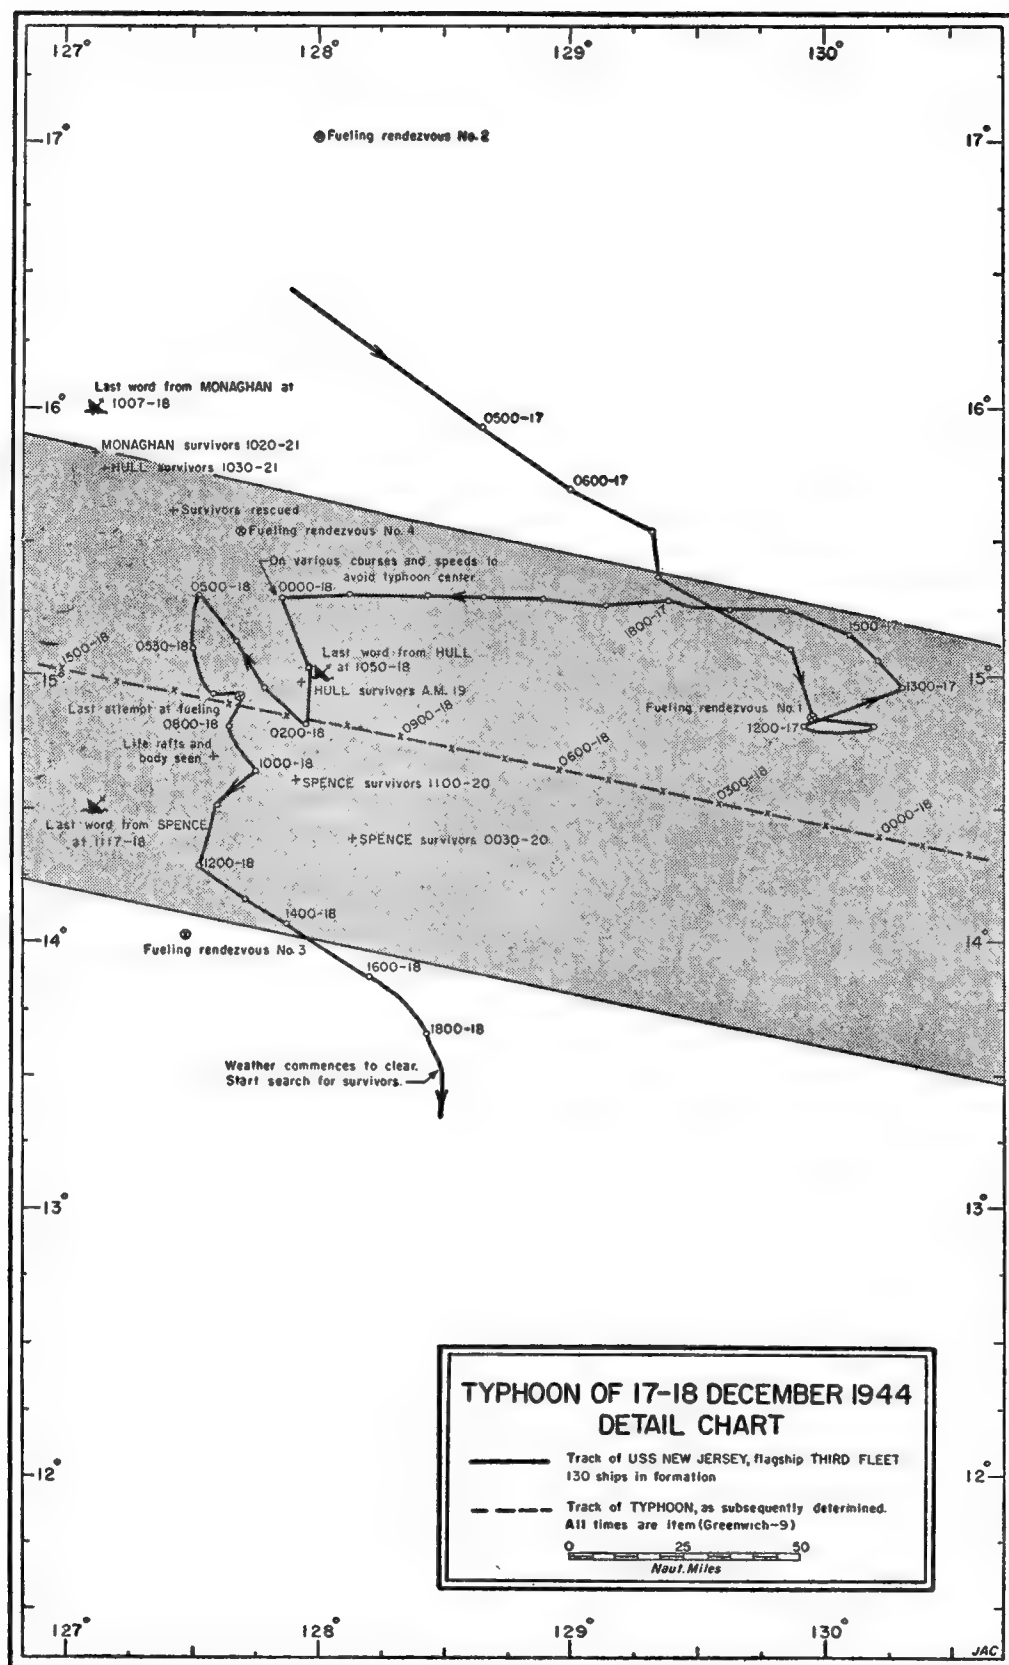 127°
128°
129°
130°
17°
Fueling rendezvous No. 2
17°
Last word from MONAGHAN at
1007-18
16°
16°
0500-17
0600-17
MONAGHAN survivors 1020-21
HULL survivors 1030-21
Survivors rescued
Fueling rendezvous No. 4
On various courses and speeds to
avoid typhoon center
0500-18
0000-18
1800-17
1500-17
0530-18
1500-18
Last word from HULL
at 1050-18
15°
15°
HULL survivors A.M. 19
1300-17
Last attempt at fueling
Fueling rendezvous No. 1
0800-18
0200-18
0900-18
1200-17
Life rafts and
body seen
1000-18
0600-18
SPENCE survivors 1100-20
0300-18
Last word from SPENCE
at 1117-18
SPENCE survivors 0030-20
0000-18
1200-18
1400-18
14°
14°
Fueling rendezvous No. 3
1600-18
1800-18
Weather commences to clear.
Start search for survivors.
13°
13°
TYPHOON OF 17-18 DECEMBER 1944
DETAIL CHART
Track of USS NEW JERSEY, flagship THIRD FLEET
130 ships in formation
12°
12°
Track of TYPHOON, as subsequently determined.
All times are item (Greenwich-9)
0 25 50
Naut. Miles
127°
128°
129°
130°
JAC